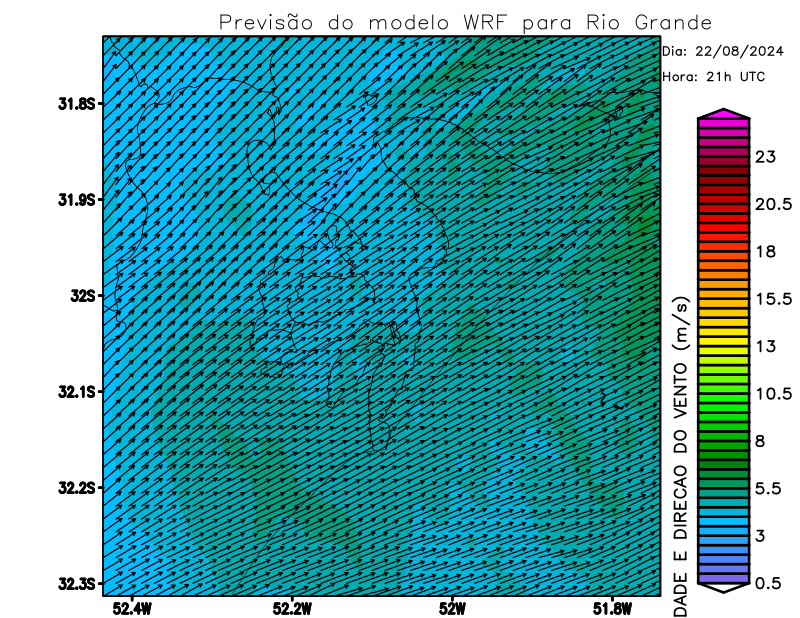 Previsão do modelo WRF para Rio Grande
Dia: 22/08/2024
Hora: 21h UTC
31.8S
31.9S
32S
32.1S
32.2S
32.3S
52.4W
52.2W
52W
51.8W
DADE E DIRECAO DO VENTO (m/s)
23
20.5
18
15.5
13
10.5
8
5.5
3
0.5